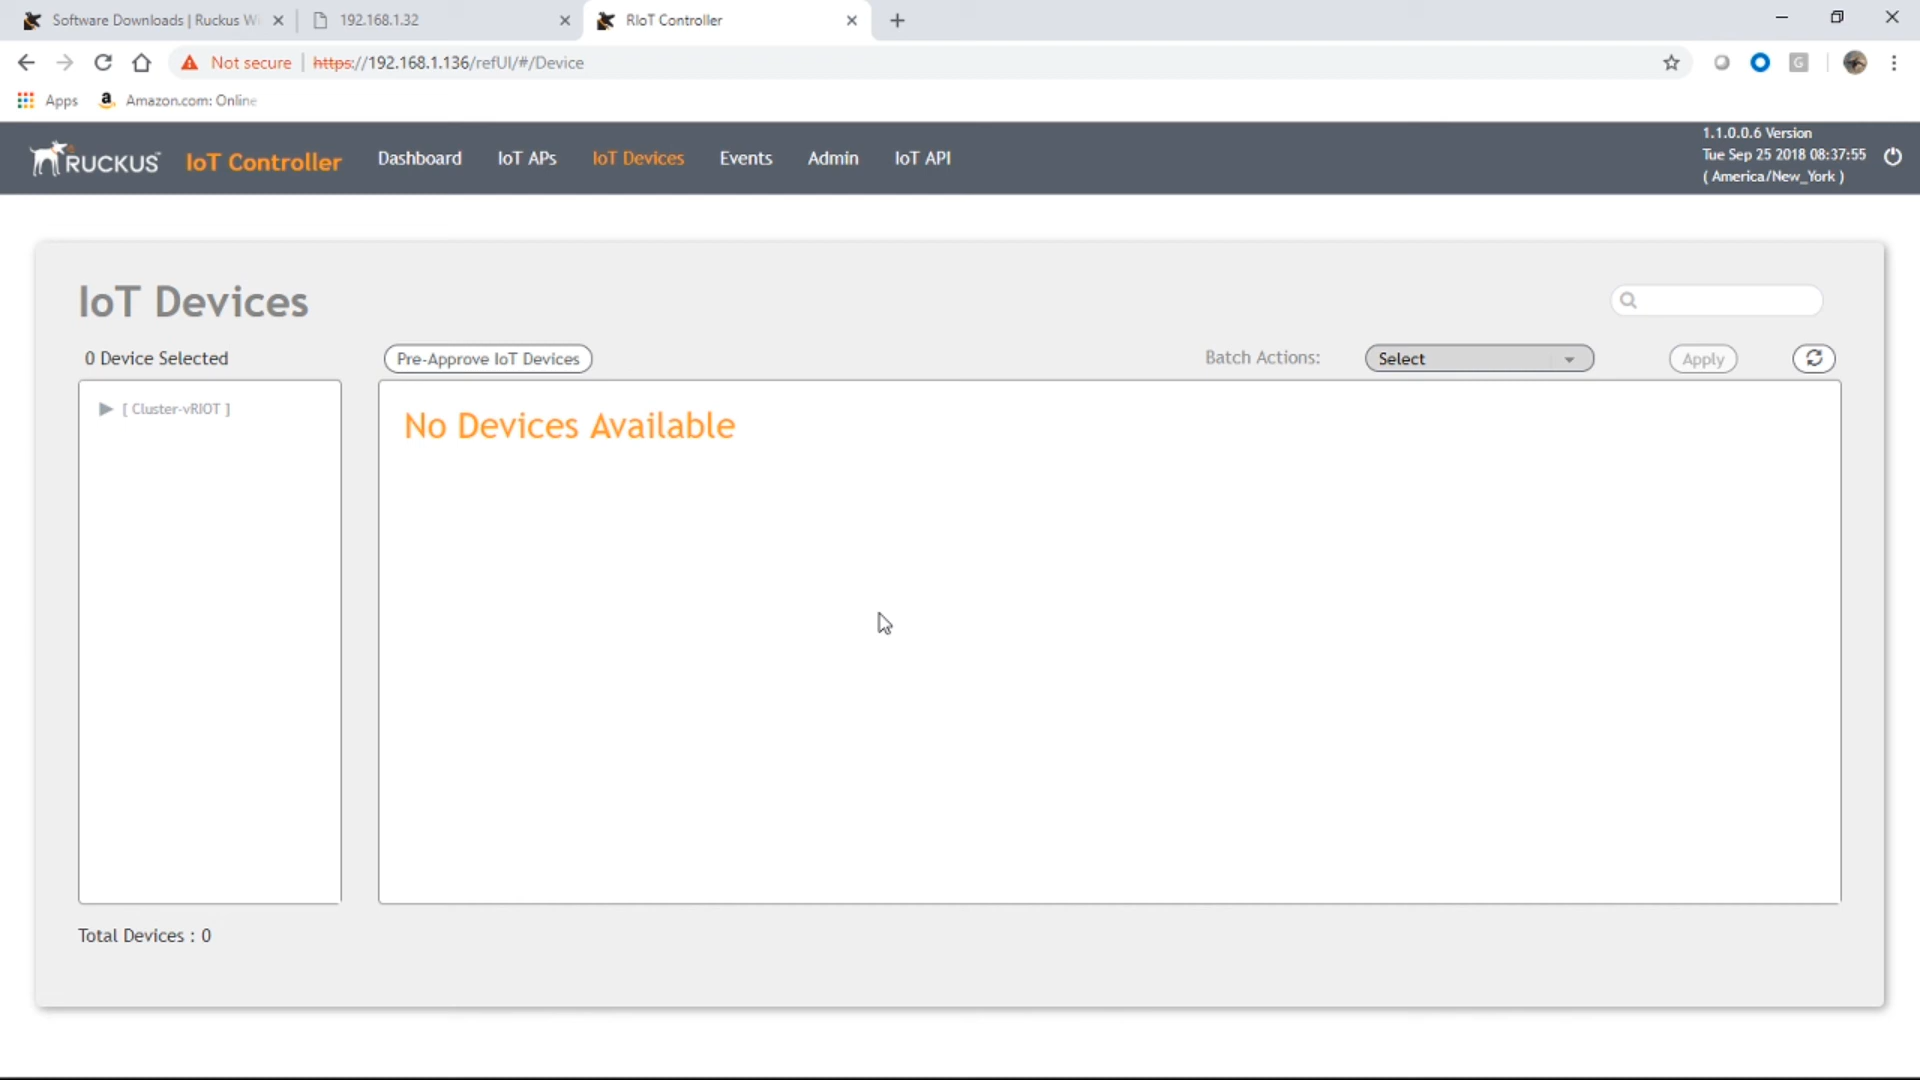 Software Downloads | Ruckus Wi
192.168.1.32
RIoT Controller
Not secure
https://192.168.1.136/refUI/#/Device
Apps
Amazon.com: Online
G
RUCKUS™ IoT Controller
Dashboard
IoT APs
IoT Devices
Events
Admin
IoT API
1.1.0.0.6 Version
Tue Sep 25 2018 08:37:55
( America/New_York )
IoT Devices
0 Device Selected
Pre-Approve IoT Devices
Batch Actions:
Select
Apply
[ Cluster-vRIOT ]
No Devices Available
Total Devices : 0